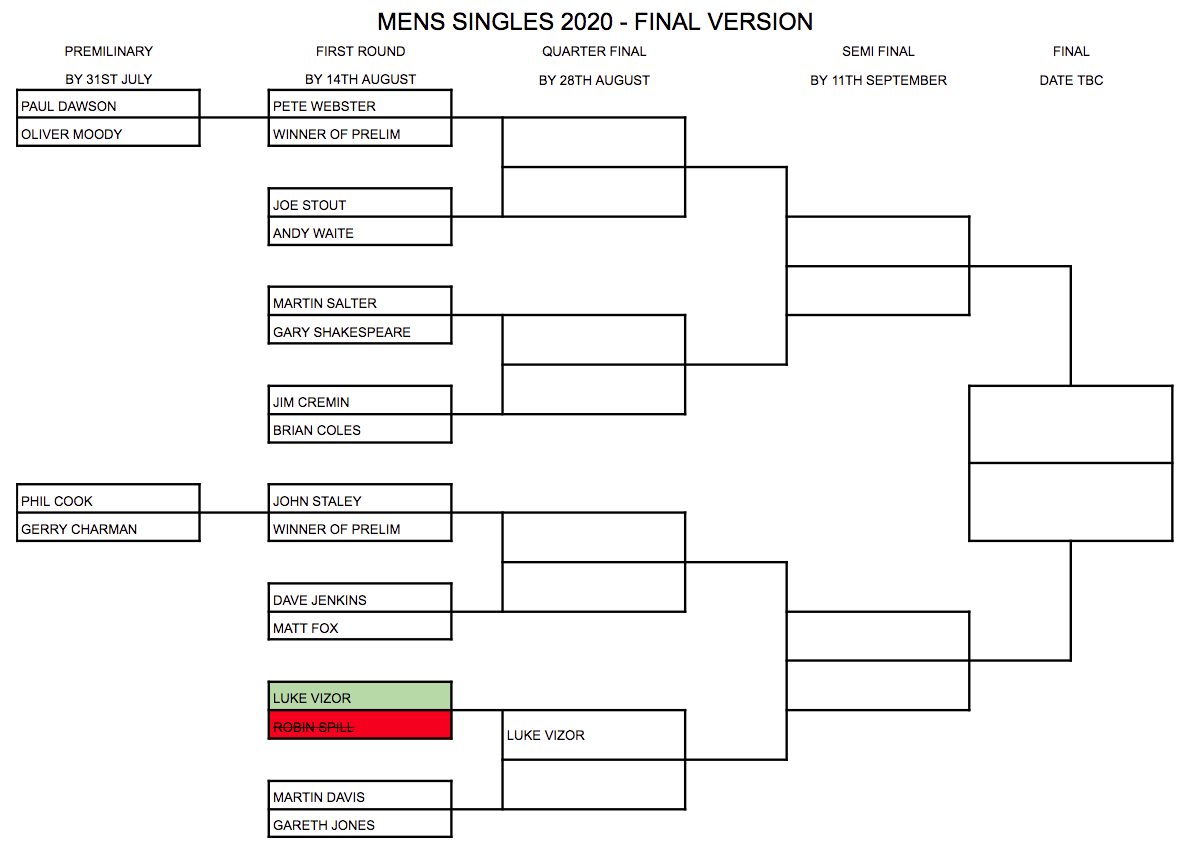 MENS SINGLES 2020 - FINAL VERSION
PREMILINARY
FIRST ROUND
QUARTER FINAL
SEMI FINAL
FINAL
BY 31ST JULY
BY 14TH AUGUST
BY 28TH AUGUST
BY 11TH SEPTEMBER
DATE TBC
PAUL DAWSON
OLIVER MOODY
PETE WEBSTER
WINNER OF PRELIM
JOE STOUT
ANDY WAITE
MARTIN SALTER
GARY SHAKESPEARE
JIM CREMIN
BRIAN COLES
PHIL COOK
GERRY CHARMAN
JOHN STALEY
WINNER OF PRELIM
DAVE JENKINS
MATT FOX
LUKE VIZOR
ROBIN SPILL
LUKE VIZOR
MARTIN DAVIS
GARETH JONES